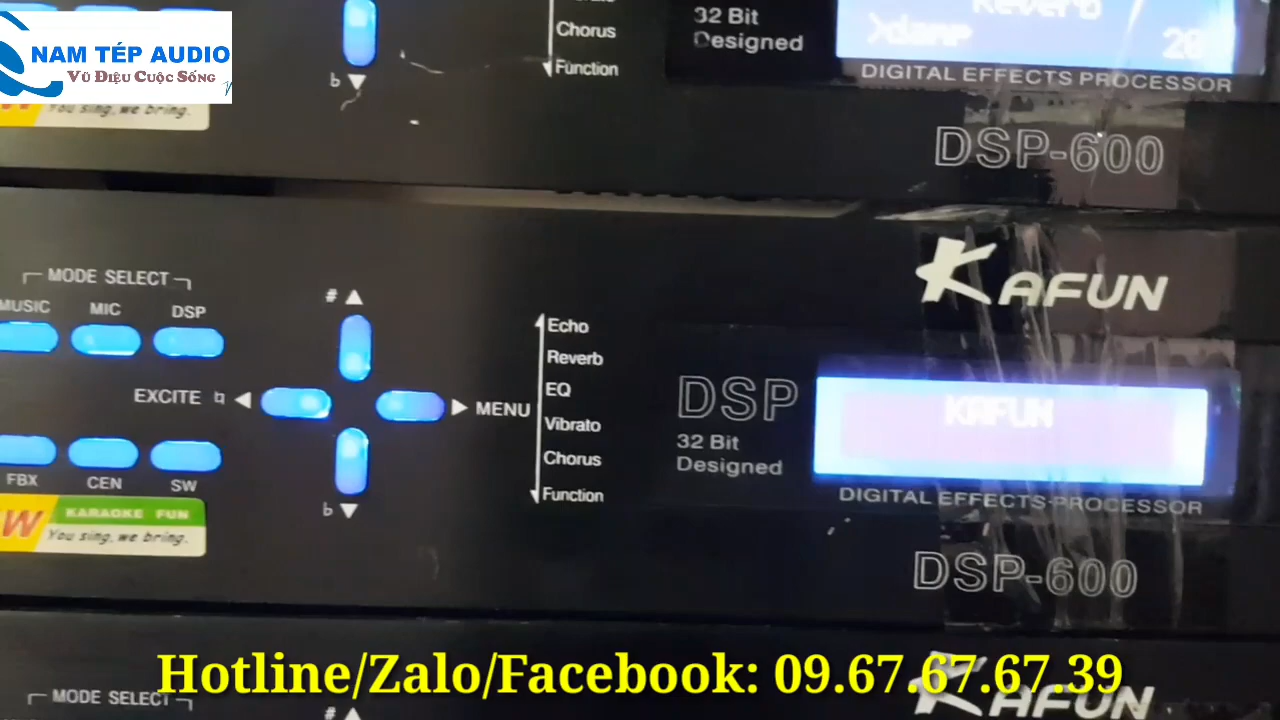 NAM TÉP AUDIO
Vũ Điệu Cuộc Sống
You sing, we bring.
b
Chorus
Function
32 Bit
Designed
Reverb
28
DIGITAL EFFECTS PROCESSOR
DSP-600
MODE SELECT
MUSIC MIC DSP
EXCITE
MENU
FBX CEN SW
KARAOKE FUN
You sing, we bring.
#
b
Echo
Reverb
EQ
Vibrato
Chorus
Function
KAFUN
DSP
32 Bit
Designed
KAFUN
DIGITAL EFFECTS PROCESSOR
DSP-600
Hotline/Zalo/Facebook: 09.67.67.67.39
MODE SELECT
#
KAFUN